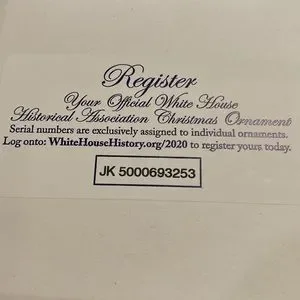 Register
Your Official White House
Historical Association Christmas Ornament
Serial numbers are exclusively assigned to individual ornaments.
Log onto: WhiteHouseHistory.org/2020 to register yours today.
JK 5000693253